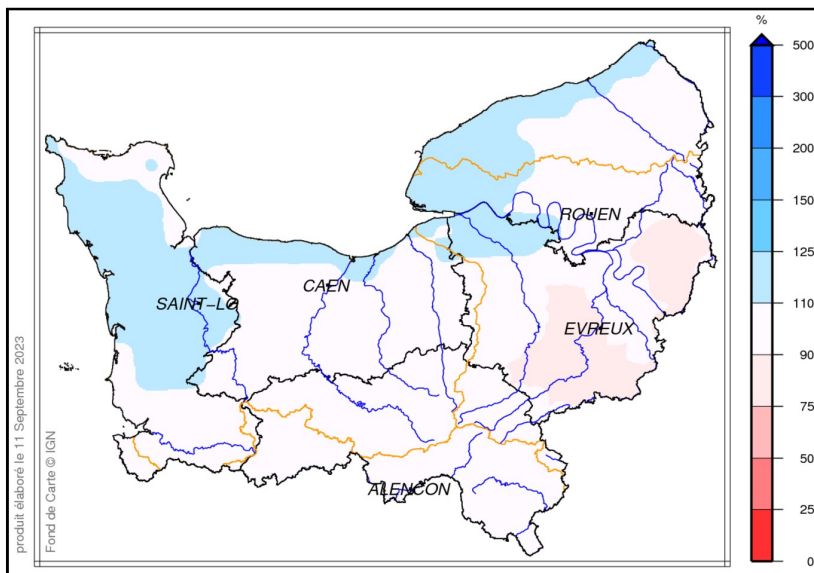 %
500
300
200
150
125
110
90
75
50
25
0
ROUEN
CAEN
SAINT-LO
EVREUX
ALENCON
produit élaboré le 11 Septembre 2023
Fond de Carte © IGN